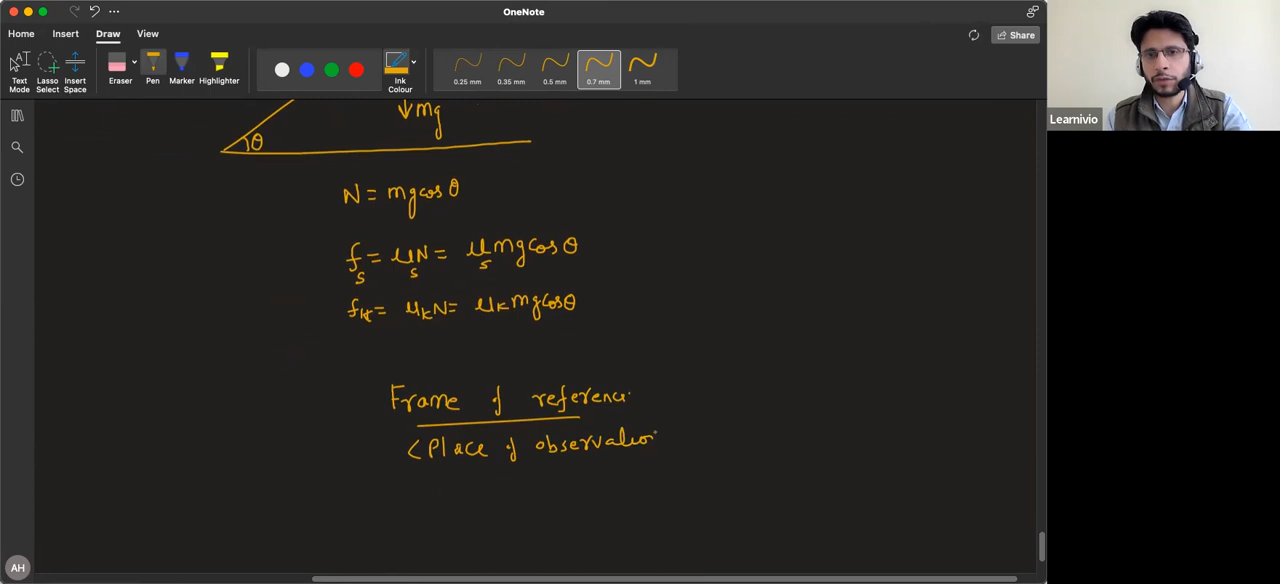 OneNote
Home Insert Draw View
Share
Text Mode Lasso Select Insert Space Eraser Pen Marker Highlighter Ink Colour 0.25 mm 0.35 mm 0.5 mm 0.7 mm 1 mm
Learnivio
↓mg
θ
N = mg cos θ
fs = μsN = μs mg cos θ
fk = μkN = μk mg cosθ
Frame of reference
<Place of observation
AH